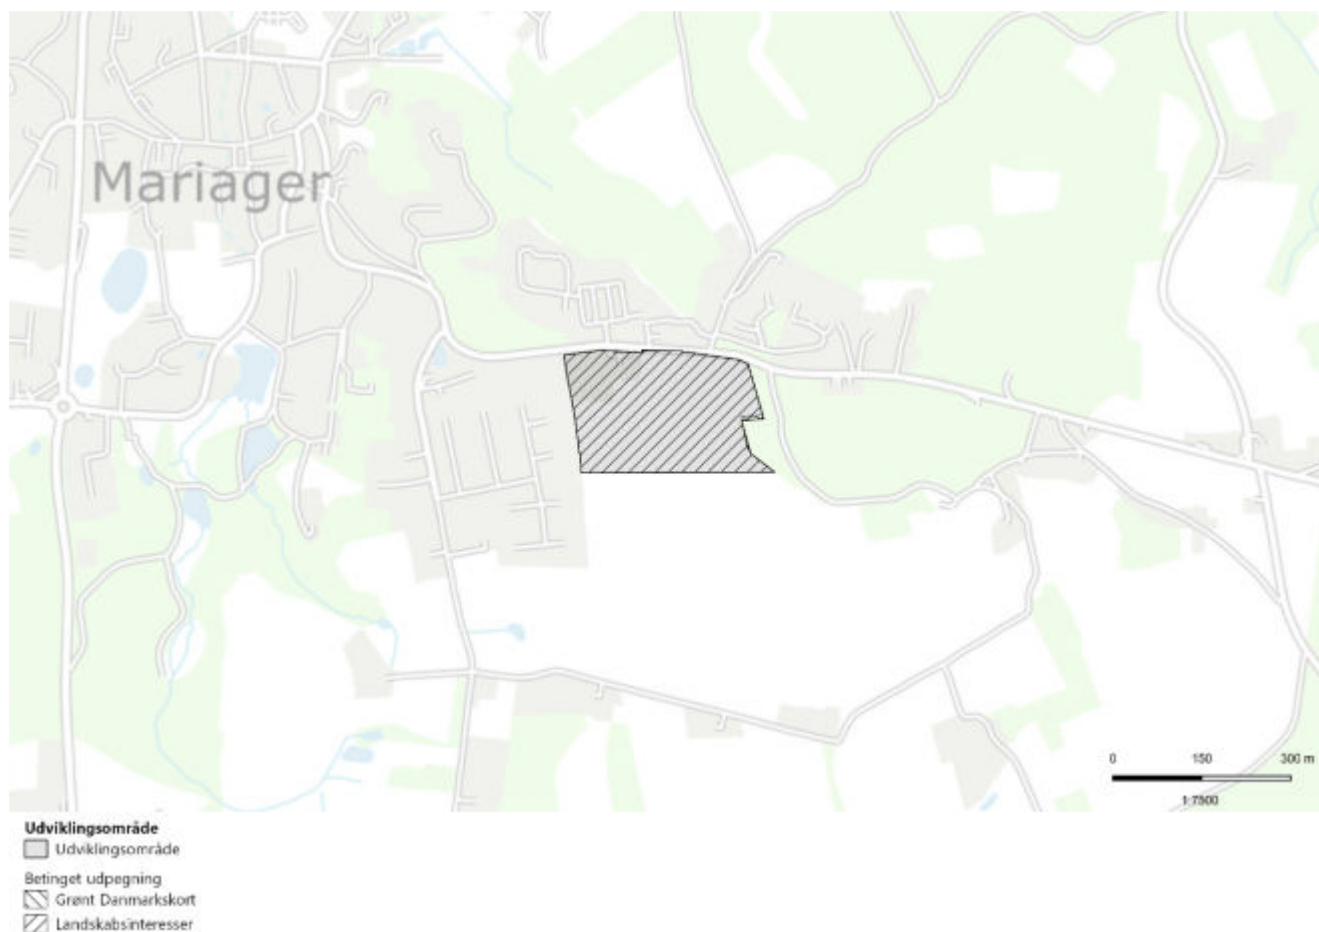 Mariager
0 150 300 m
1:7500
Udviklingsområde
Udviklingsområde
Betinget udpegning
Grønt Danmarkskort
Landskabsinteresser